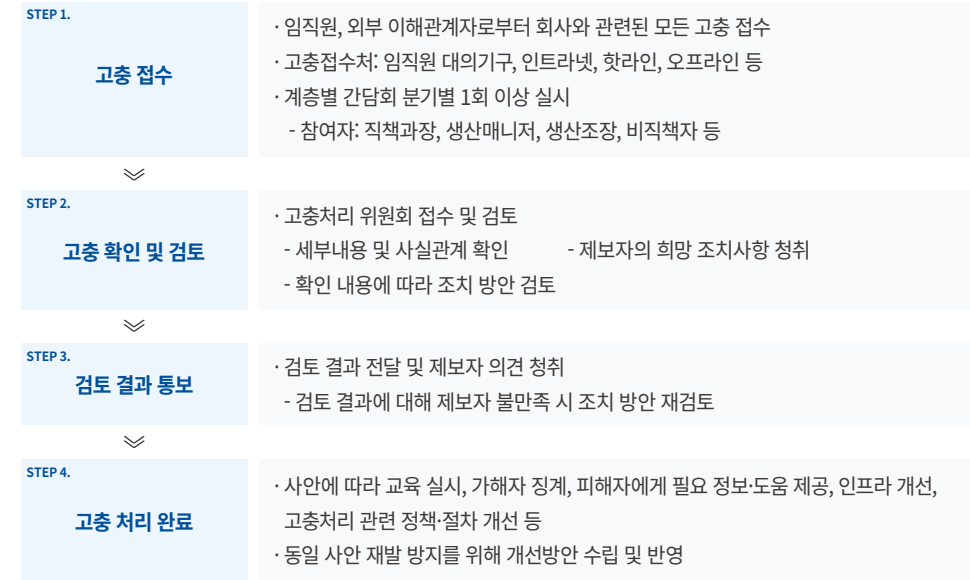 STEP 1.
고충 접수
· 임직원, 외부 이해관계자로부터 회사와 관련된 모든 고충 접수
· 고충접수처: 임직원 대의기구, 인트라넷, 핫라인, 오프라인 등
· 계층별 간담회 분기별 1회 이상 실시
- 참여자: 직책과장, 생산매니저, 생산조장, 비직책자 등
STEP 2.
고충 확인 및 검토
· 고충처리 위원회 접수 및 검토
- 세부내용 및 사실관계 확인 - 제보자의 희망 조치사항 청취
- 확인 내용에 따라 조치 방안 검토
STEP 3.
검토 결과 통보
· 검토 결과 전달 및 제보자 의견 청취
- 검토 결과에 대해 제보자 불만족 시 조치 방안 재검토
STEP 4.
고충 처리 완료
· 사안에 따라 교육 실시, 가해자 징계, 피해자에게 필요 정보·도움 제공, 인프라 개선,
고충처리 관련 정책·절차 개선 등
· 동일 사안 재발 방지를 위해 개선방안 수립 및 반영